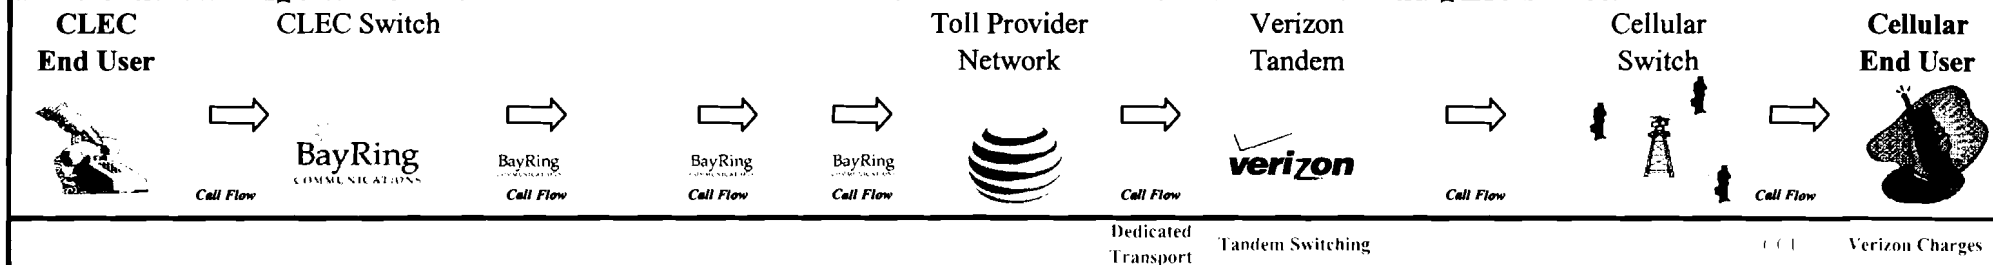 CLEC
End User
CLEC Switch
Toll Provider
Network
Verizon
Tandem
Cellular
Switch
Cellular
End User
BayRing
COMMUNICATIONS
BayRing
BayRing
BayRing
verizon
Call Flow
Call Flow
Call Flow
Call Flow
Call Flow
Call Flow
Call Flow
Dedicated
Transport
Tandem Switching
Verizon Charges